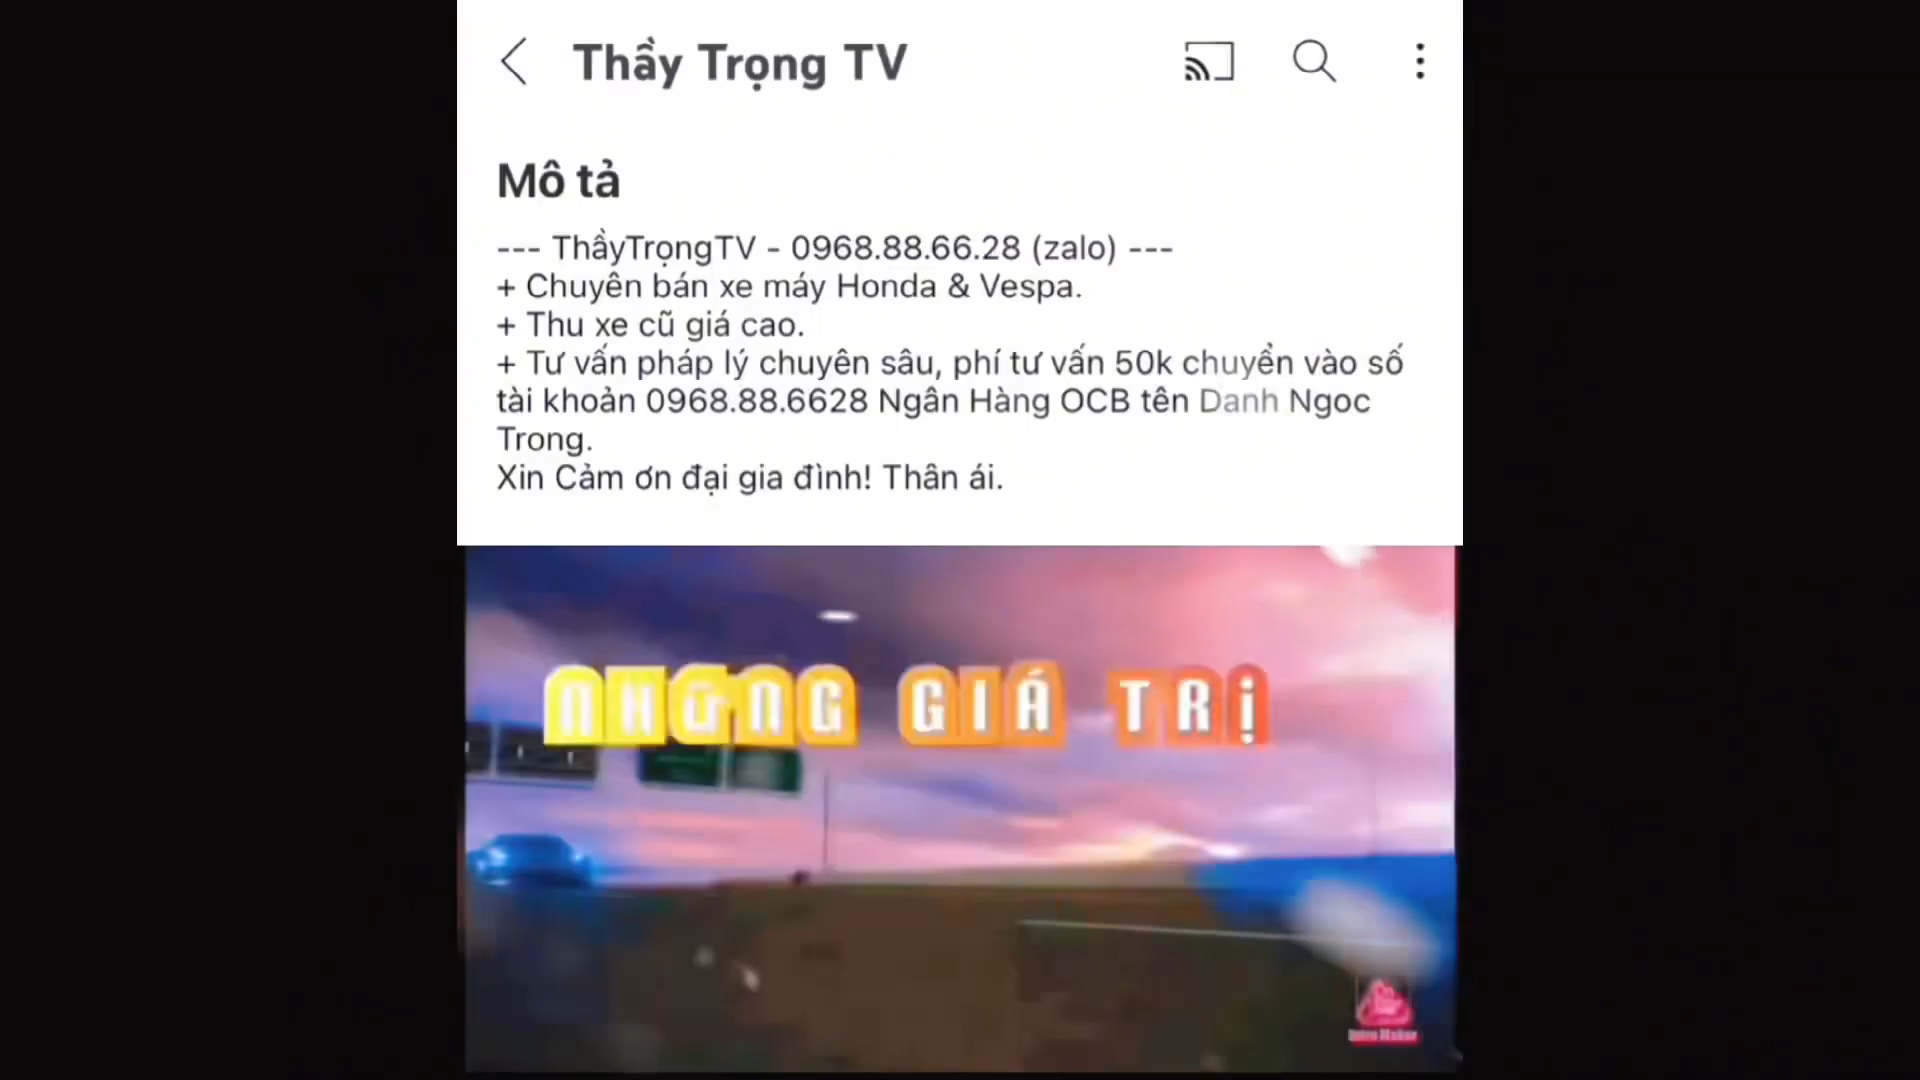 Thầy Trọng TV
Mô tả
--- ThầyTrọngTV - 0968.88.66.28 (zalo) ---
+ Chuyên bán xe máy Honda & Vespa.
+ Thu xe cũ giá cao.
+ Tư vấn pháp lý chuyên sâu, phí tư vấn 50k chuyển vào số
tài khoản 0968.88.6628 Ngân Hàng OCB tên Danh Ngoc
Trong.
Xin Cảm ơn đại gia đình! Thân ái.
NHỮNG GIÁ TRỊ
Intro Maker